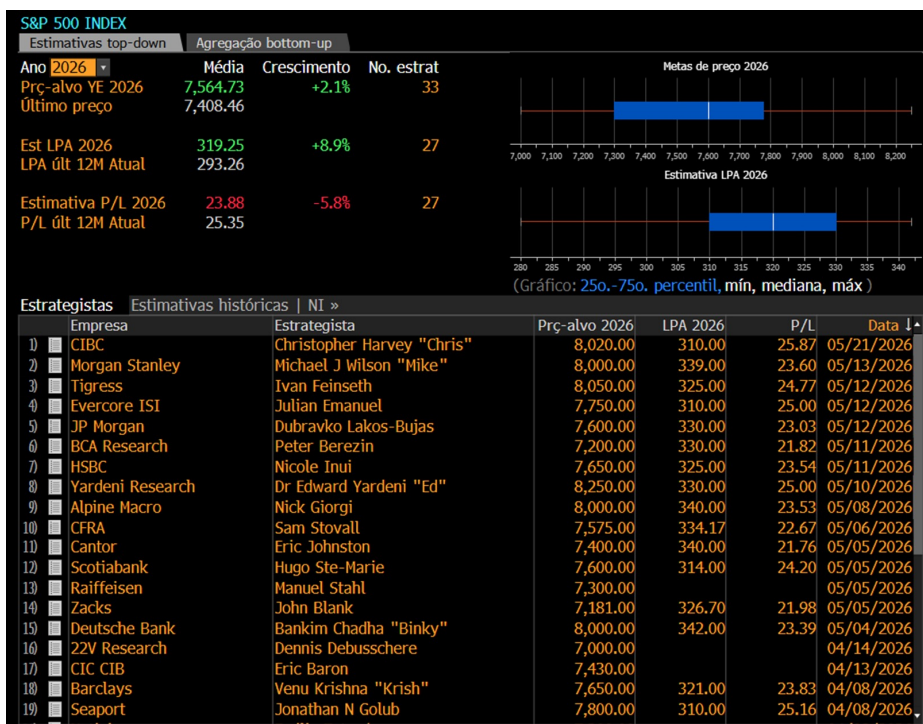 S&P 500 INDEX
Estimativas top-down Agregação bottom-up
Ano 2026 Média Crescimento No. estrat
Prç-alvo YE 2026 7,564.73 +2.1% 33
Último preço 7,408.46
Est LPA 2026 319.25 +8.9% 27
LPA últ 12M Atual 293.26
Estimativa P/L 2026 23.88 -5.8% 27
P/L últ 12M Atual 25.35
Metas de preço 2026
7,000 7,100 7,200 7,300 7,400 7,500 7,600 7,700 7,800 7,900 8,000 8,100 8,200
Estimativa LPA 2026
280 285 290 295 300 305 310 315 320 325 330 335 340
(Gráfico: 25o.-75o. percentil, mín, mediana, máx )
Estrategistas Estimativas históricas | NI »
Empresa Estrategista Prç-alvo 2026 LPA 2026 P/L Data ↓
1) CIBC Christopher Harvey "Chris" 8,020.00 310.00 25.87 05/21/2026
2) Morgan Stanley Michael J Wilson "Mike" 8,000.00 339.00 23.60 05/13/2026
3) Tigress Ivan Feinseth 8,050.00 325.00 24.77 05/12/2026
4) Evercore ISI Julian Emanuel 7,750.00 310.00 25.00 05/12/2026
5) JP Morgan Dubravko Lakos-Bujas 7,600.00 330.00 23.03 05/12/2026
6) BCA Research Peter Berezin 7,200.00 330.00 21.82 05/11/2026
7) HSBC Nicole Inui 7,650.00 325.00 23.54 05/11/2026
8) Yardeni Research Dr Edward Yardeni "Ed" 8,250.00 330.00 25.00 05/10/2026
9) Alpine Macro Nick Giorgi 8,000.00 340.00 23.53 05/08/2026
10) CFRA Sam Stovall 7,575.00 334.17 22.67 05/06/2026
11) Cantor Eric Johnston 7,400.00 340.00 21.76 05/05/2026
12) Scotiabank Hugo Ste-Marie 7,600.00 314.00 24.20 05/05/2026
13) Raiffeisen Manuel Stahl 7,300.00 05/05/2026
14) Zacks John Blank 7,181.00 326.70 21.98 05/05/2026
15) Deutsche Bank Bankim Chadha "Binky" 8,000.00 342.00 23.39 05/04/2026
16) 22V Research Dennis Debusschere 7,000.00 04/14/2026
17) CIC CIB Eric Baron 7,430.00 04/13/2026
18) Barclays Venu Krishna "Krish" 7,650.00 321.00 23.83 04/08/2026
19) Seaport Jonathan N Golub 7,800.00 310.00 25.16 04/08/2026